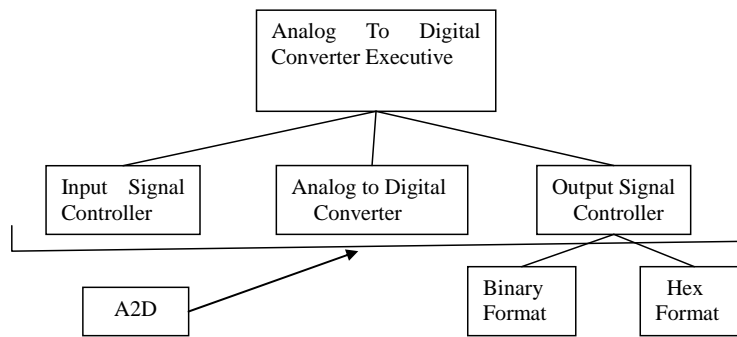 Analog To Digital
Converter Executive
Input Signal
Controller
Analog to Digital
Converter
Output Signal
Controller
A2D
Binary
Format
Hex
Format